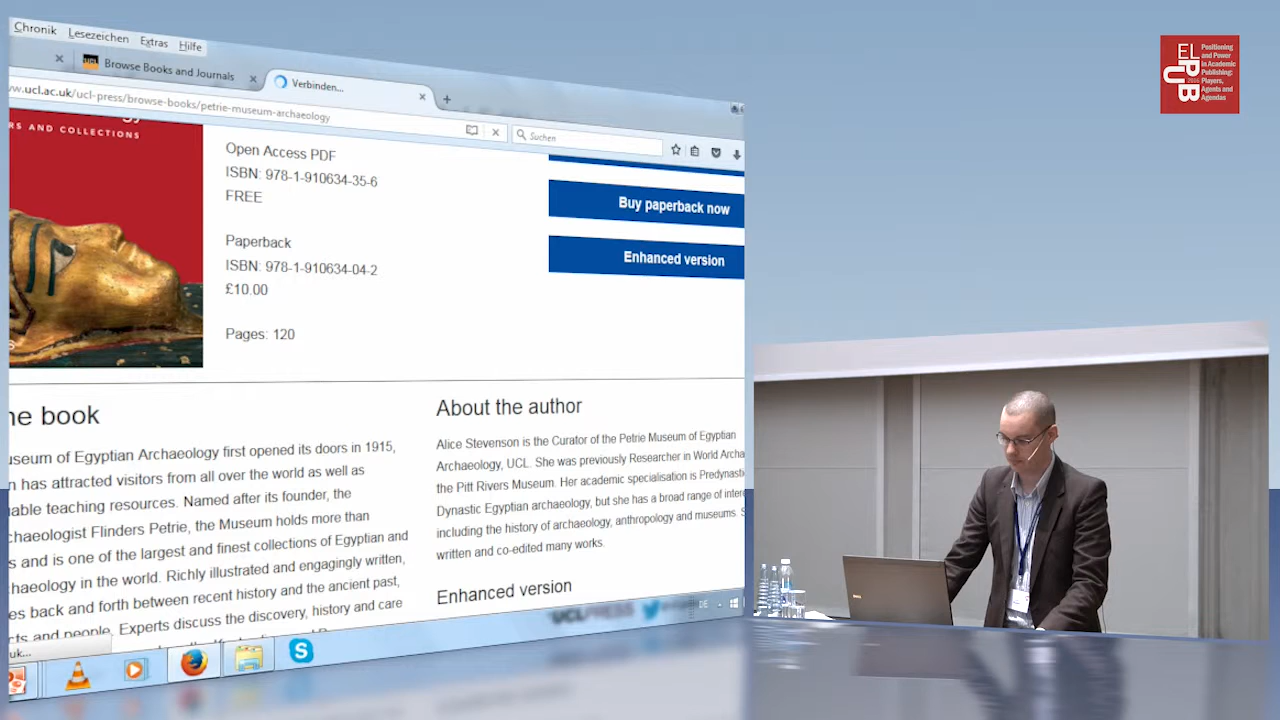 Chronik Lesezeichen Extras Hilfe
UCL Browse Books and Journals
Verbinden...
w.ucl.ac.uk/ucl-press/browse-books/petrie-museum-archaeology
Suchen
RS AND COLLECTIONS
Open Access PDF
ISBN: 978-1-910634-35-6
FREE
Paperback
ISBN: 978-1-910634-04-2
£10.00
Pages: 120
Buy paperback now
Enhanced version
he book
useum of Egyptian Archaeology first opened its doors in 1915,
n has attracted visitors from all over the world as well as
uable teaching resources. Named after its founder, the
chaeologist Flinders Petrie, the Museum holds more than
s and is one of the largest and finest collections of Egyptian and
haeology in the world. Richly illustrated and engagingly written,
es back and forth between recent history and the ancient past,
cts and people. Experts discuss the discovery, history and care
About the author
Alice Stevenson is the Curator of the Petrie Museum of Egyptian
Archaeology, UCL. She was previously Researcher in World Archa
the Pitt Rivers Museum. Her academic specialisation is Predynastic
Dynastic Egyptian archaeology, but she has a broad range of inter
including the history of archaeology, anthropology and museums. S
written and co-edited many works.
Enhanced version
uk...
UCLPRESS
DE
ELPUB
2016
Positioning
and Power
in Academic
Publishing:
Players,
Agents and
Agendas
DELL